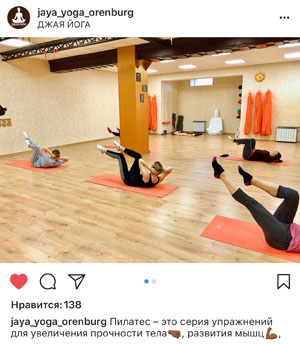 jaya_yoga_orenburg
ДЖАЯ ЙОГА
Нравится: 138
jaya_yoga_orenburg Пилатес – это серия упражнений
для увеличения прочности тела🤜🏾, развития мышц💪🏾,